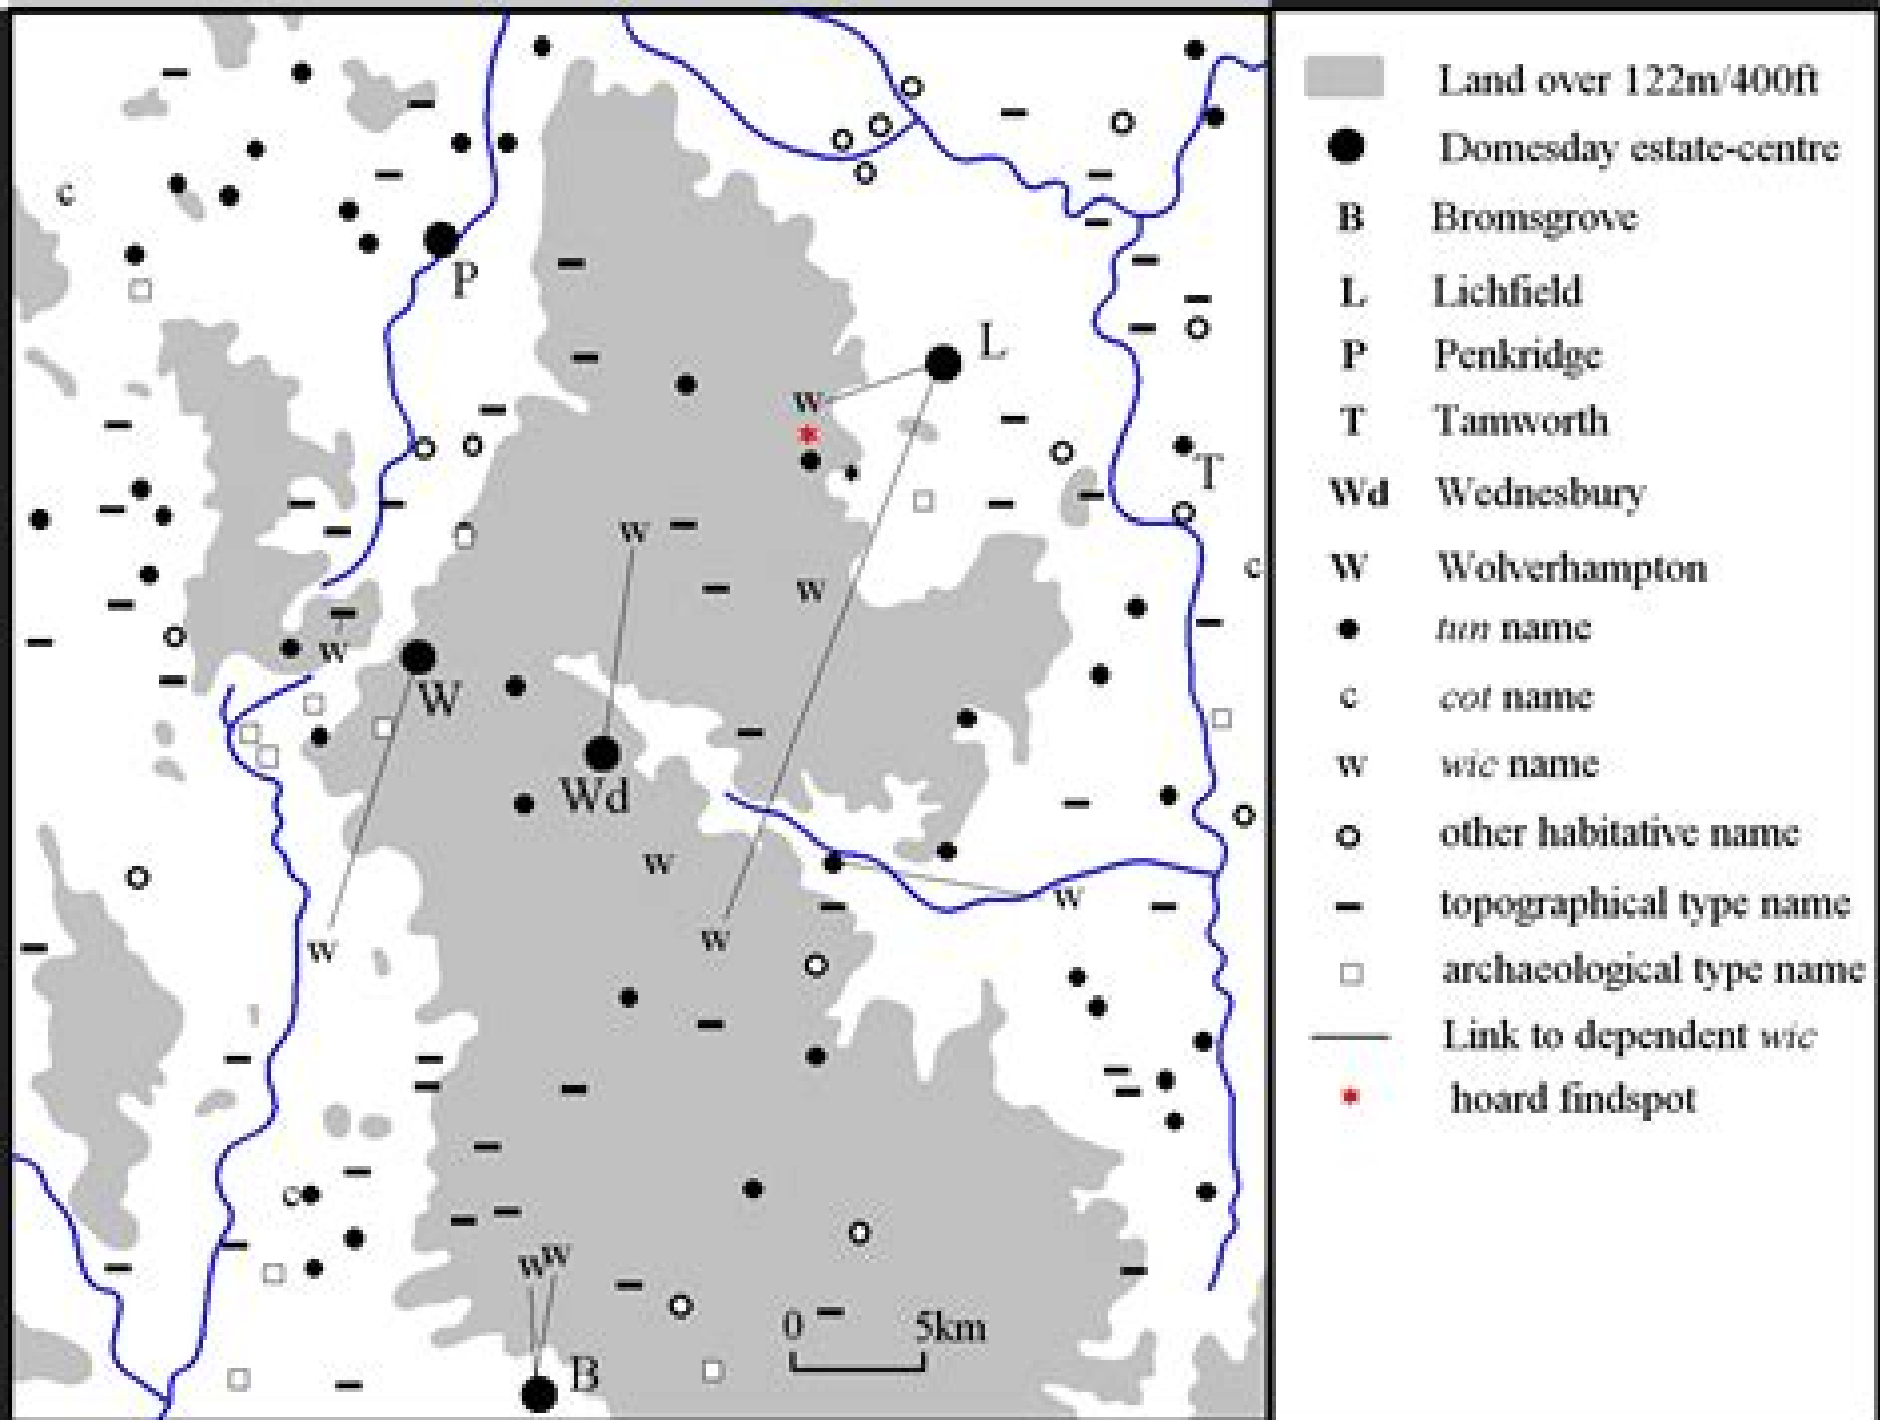 c
P
L
w
T
w
c
w
w
W
Wd
w
w
w
w
c
w w
0 5km
B
Land over 122m/400ft
Domesday estate-centre
B Bromsgrove
L Lichfield
P Penkridge
T Tamworth
Wd Wednesbury
W Wolverhampton
tun name
c cot name
w wic name
other habitative name
topographical type name
archaeological type name
Link to dependent wic
* hoard findspot